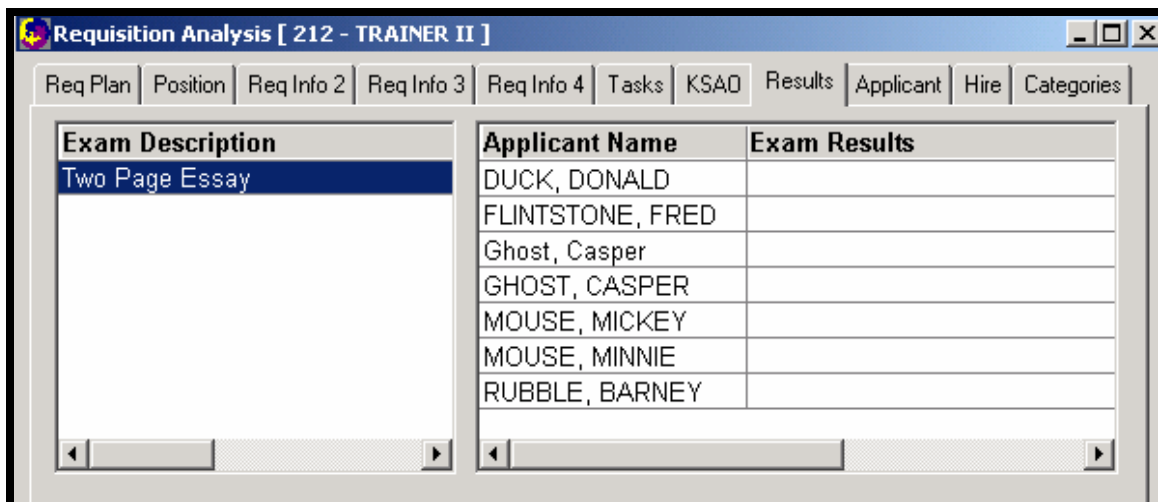 Requisition Analysis [ 212 - TRAINER II ]
Req Plan Position Req Info 2 Req Info 3 Req Info 4 Tasks KSAO Results Applicant Hire Categories
Exam Description Applicant Name Exam Results
Two Page Essay DUCK, DONALD
FLINTSTONE, FRED
Ghost, Casper
GHOST, CASPER
MOUSE, MICKEY
MOUSE, MINNIE
RUBBLE, BARNEY